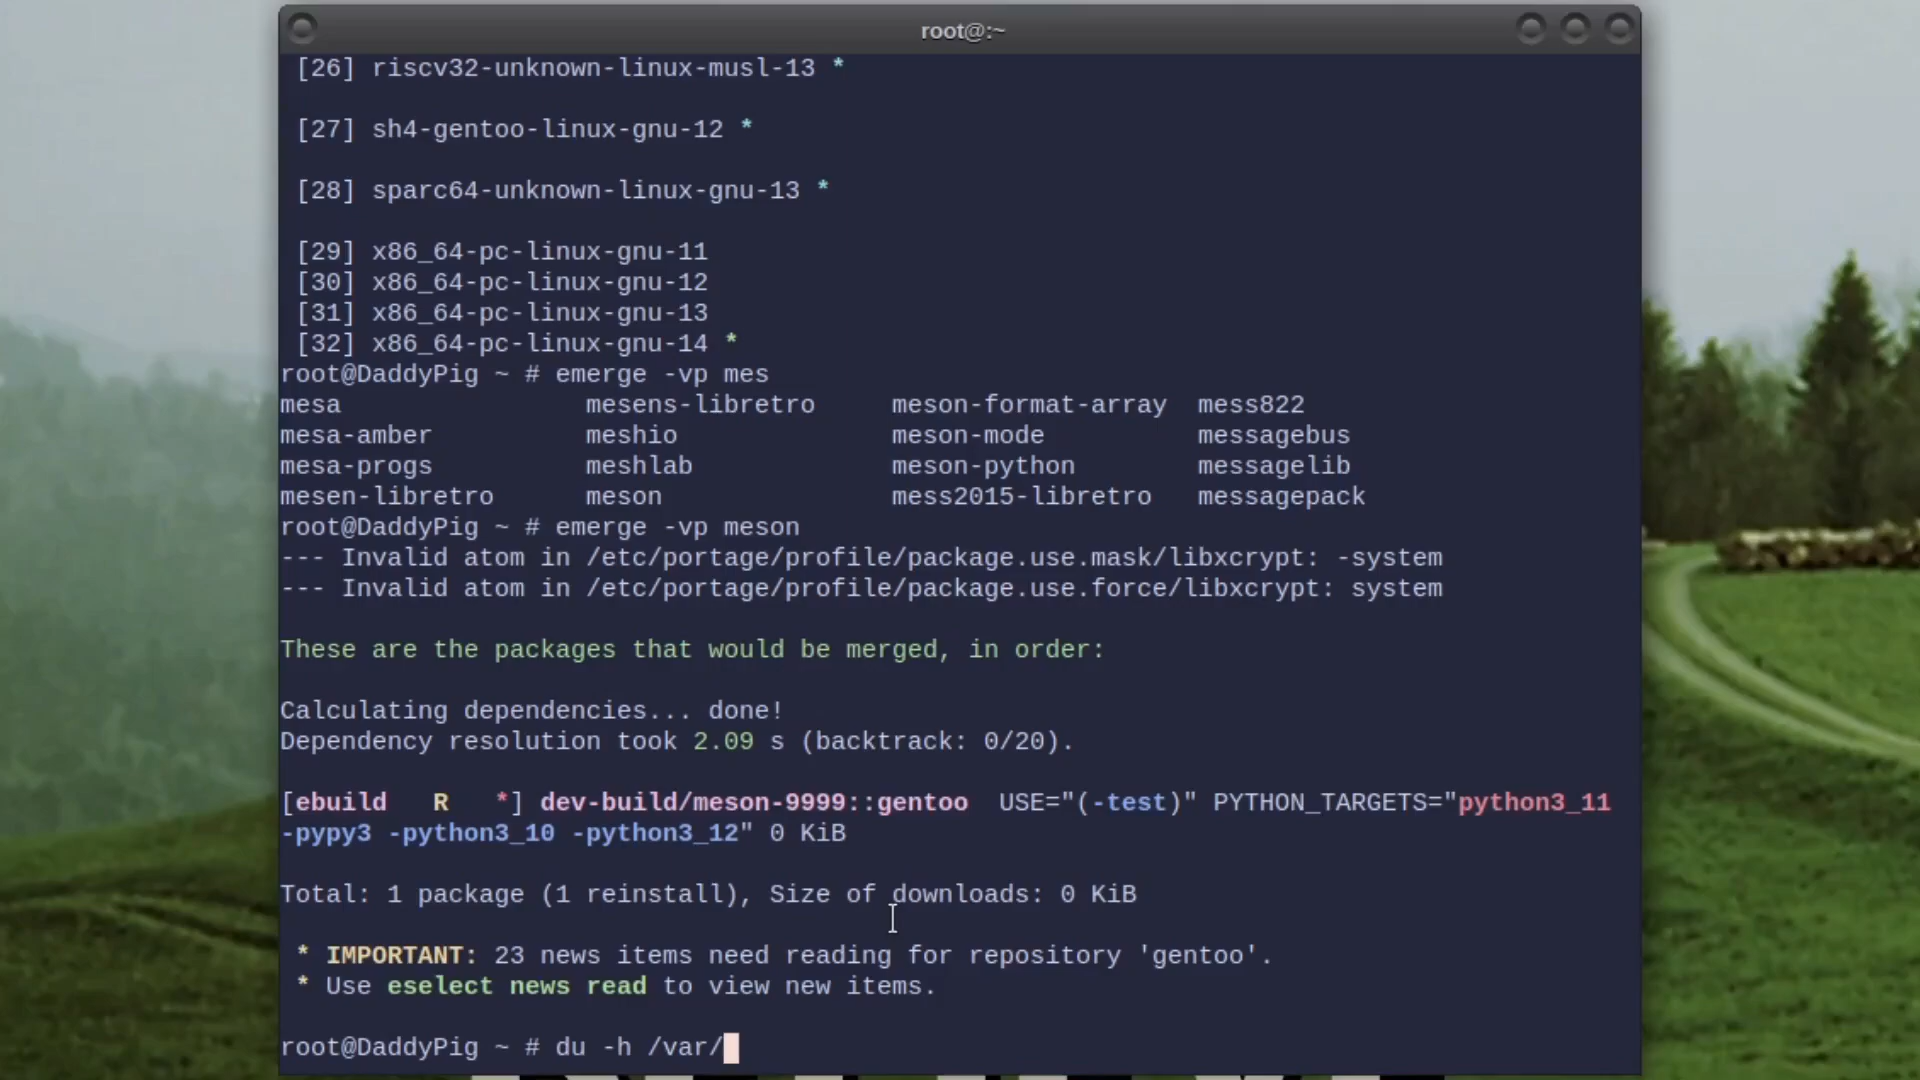 root@:~
[26] riscv32-unknown-linux-musl-13 *
[27] sh4-gentoo-linux-gnu-12 *
[28] sparc64-unknown-linux-gnu-13 *
[29] x86_64-pc-linux-gnu-11
[30] x86_64-pc-linux-gnu-12
[31] x86_64-pc-linux-gnu-13
[32] x86_64-pc-linux-gnu-14 *
root@DaddyPig ~ # emerge -vp mes
mesa mesens-libretro meson-format-array mess822
mesa-amber meshio meson-mode messagebus
mesa-progs meshlab meson-python messagelib
mesen-libretro meson mess2015-libretro messagepack
root@DaddyPig ~ # emerge -vp meson
--- Invalid atom in /etc/portage/profile/package.use.mask/libxcrypt: -system
--- Invalid atom in /etc/portage/profile/package.use.force/libxcrypt: system
These are the packages that would be merged, in order:
Calculating dependencies... done!
Dependency resolution took 2.09 s (backtrack: 0/20).
[ebuild R *] dev-build/meson-9999::gentoo USE="(-test)" PYTHON_TARGETS="python3_11
-pypy3 -python3_10 -python3_12" 0 KiB
Total: 1 package (1 reinstall), Size of downloads: 0 KiB
* IMPORTANT: 23 news items need reading for repository 'gentoo'.
* Use eselect news read to view new items.
root@DaddyPig ~ # du -h /var/